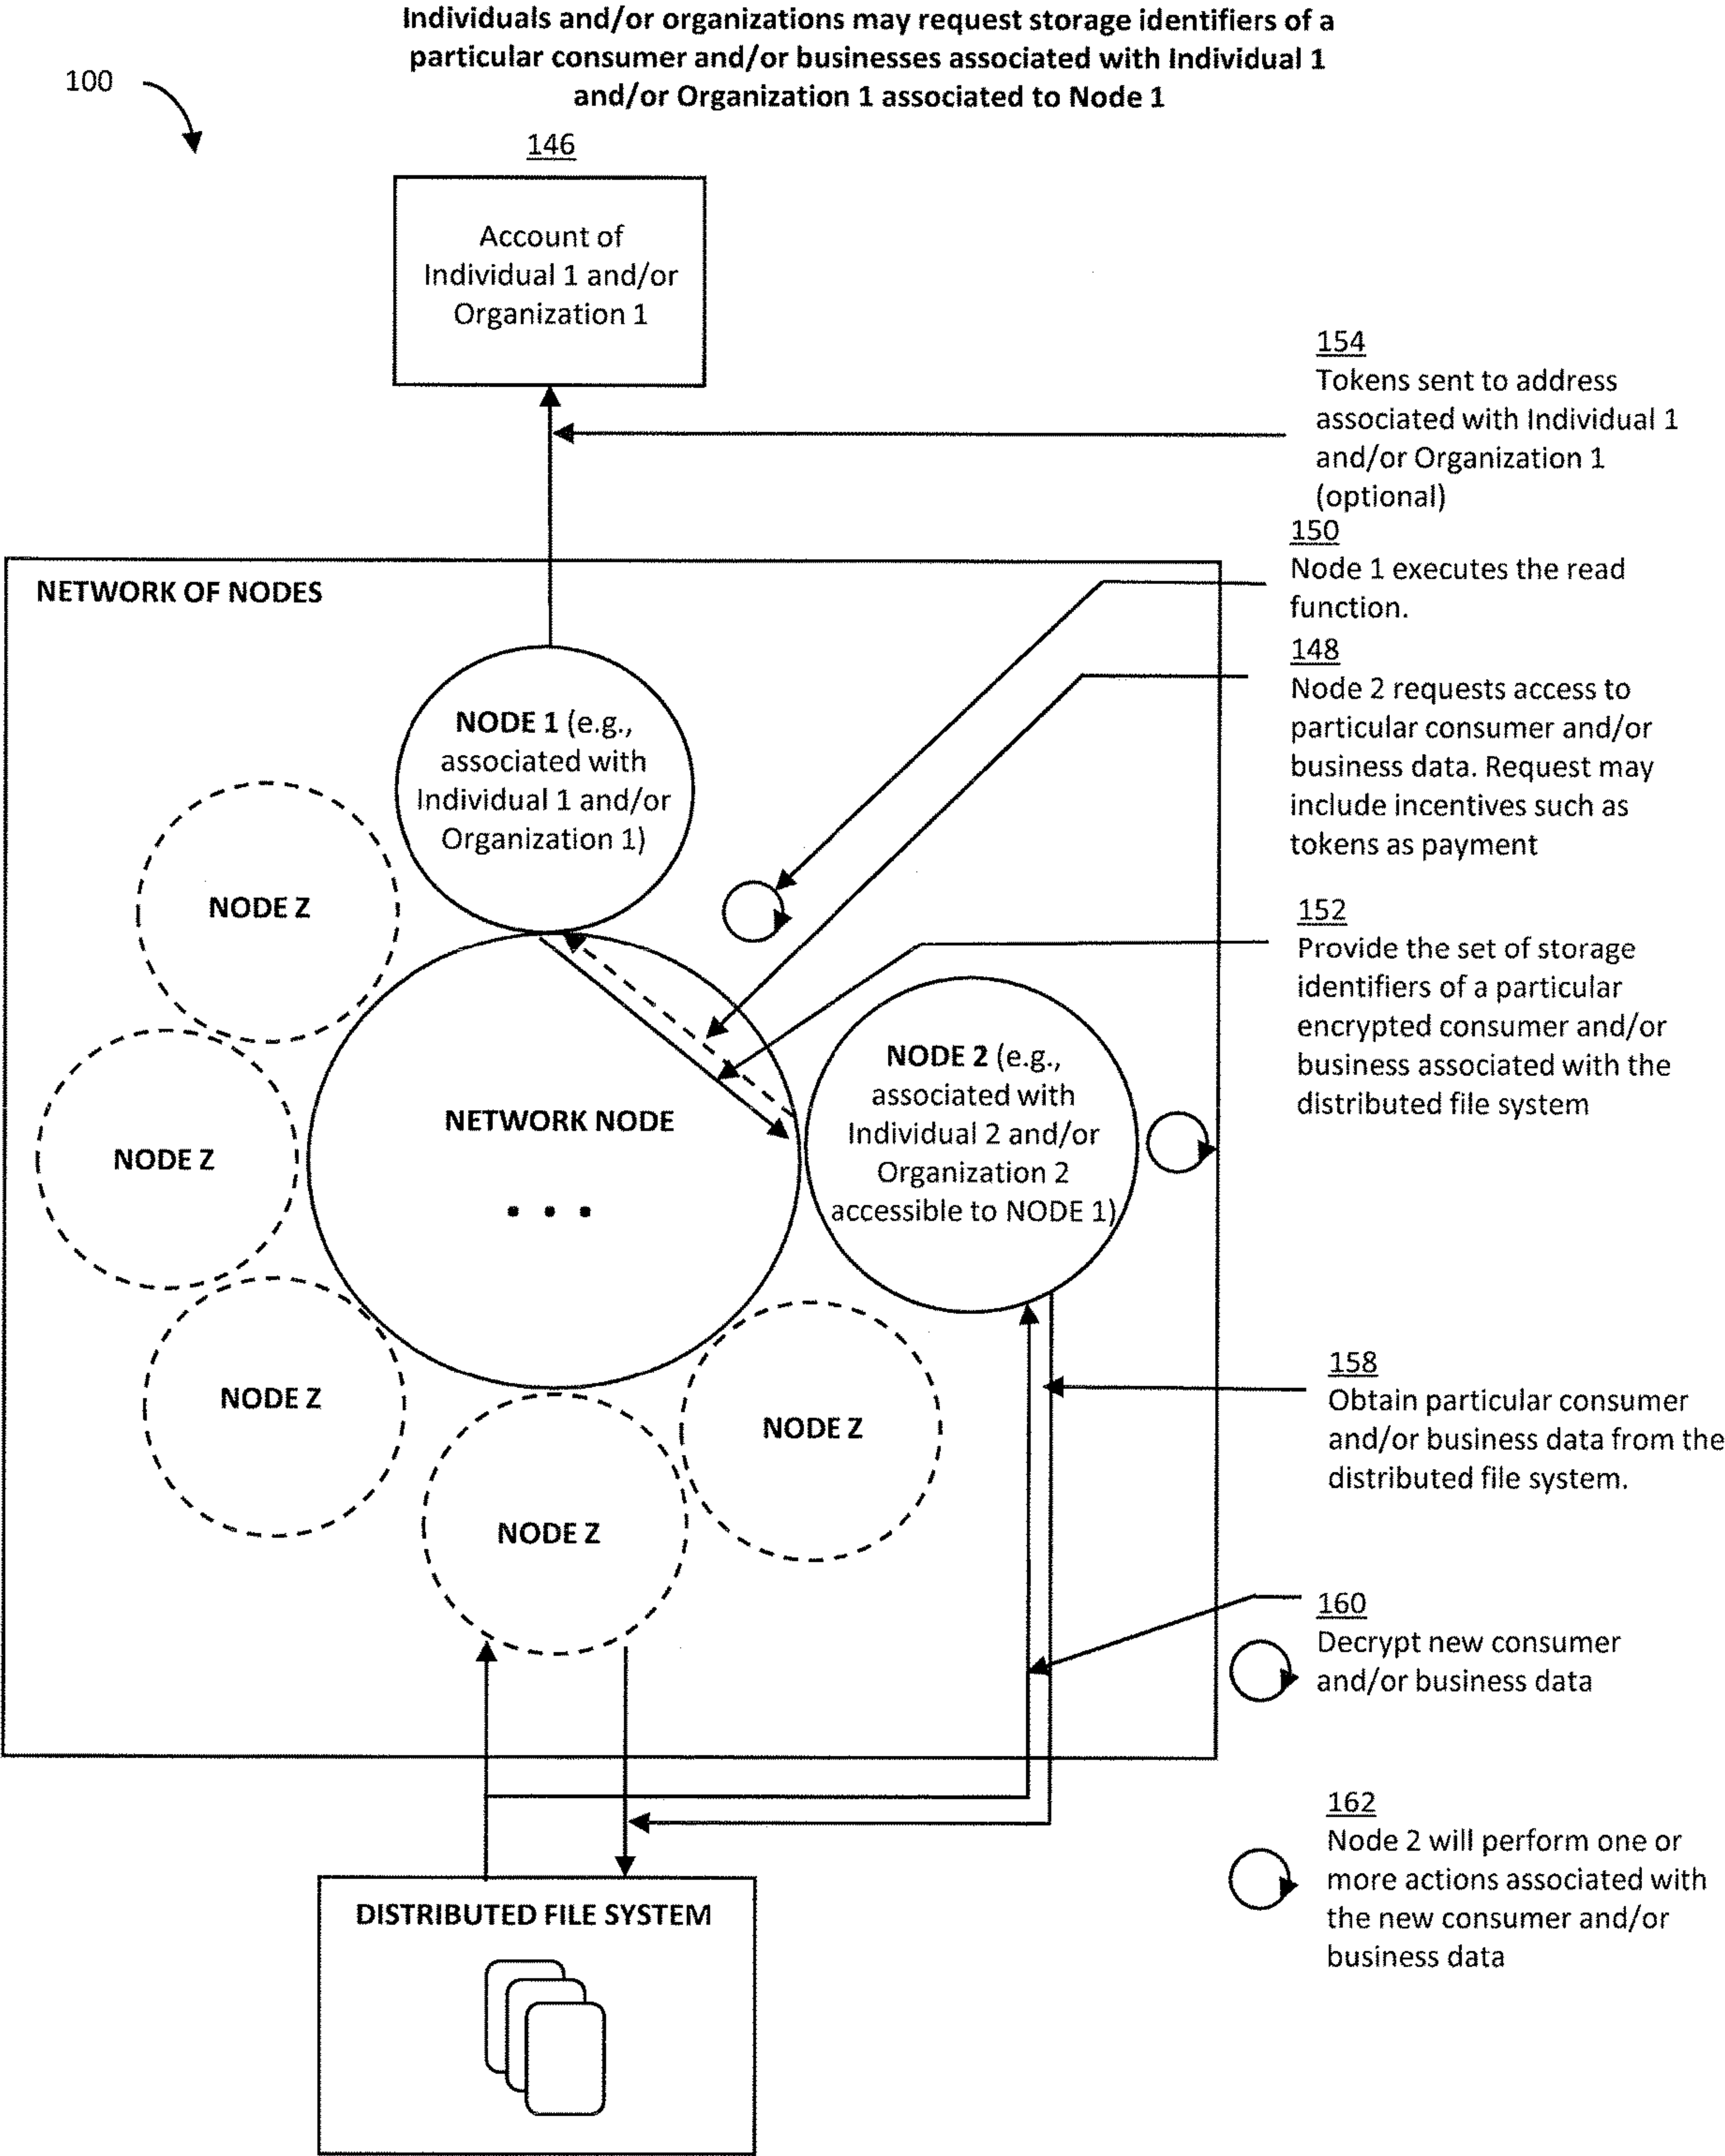 Individuals and/or organizations may request storage identifiers of a
particular consumer and/or businesses associated with Individual 1
and/or Organization 1 associated to Node 1
100
146
Account of
Individual 1 and/or
Organization 1
154
Tokens sent to address
associated with Individual 1
and/or Organization 1
(optional)
150
Node 1 executes the read
function.
148
Node 2 requests access to
particular consumer and/or
business data. Request may
include incentives such as
tokens as payment
152
Provide the set of storage
identifiers of a particular
encrypted consumer and/or
business associated with the
distributed file system
NETWORK OF NODES
NODE 1 (e.g.,
associated with
Individual 1 and/or
Organization 1)
NODE Z
NODE Z
NODE Z
NODE Z
NODE Z
NETWORK NODE
. . .
NODE 2 (e.g.,
associated with
Individual 2 and/or
Organization 2
accessible to NODE 1)
158
Obtain particular consumer
and/or business data from the
distributed file system.
160
Decrypt new consumer
and/or business data
162
Node 2 will perform one or
more actions associated with
the new consumer and/or
business data
DISTRIBUTED FILE SYSTEM